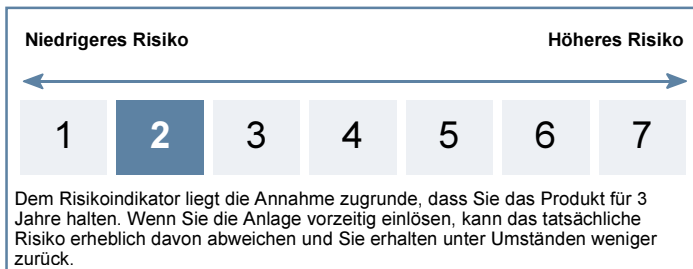 Niedrigeres Risiko Höheres Risiko
1 2 3 4 5 6 7
Dem Risikoindikator liegt die Annahme zugrunde, dass Sie das Produkt für 3
Jahre halten. Wenn Sie die Anlage vorzeitig einlösen, kann das tatsächliche
Risiko erheblich davon abweichen und Sie erhalten unter Umständen weniger
zurück.